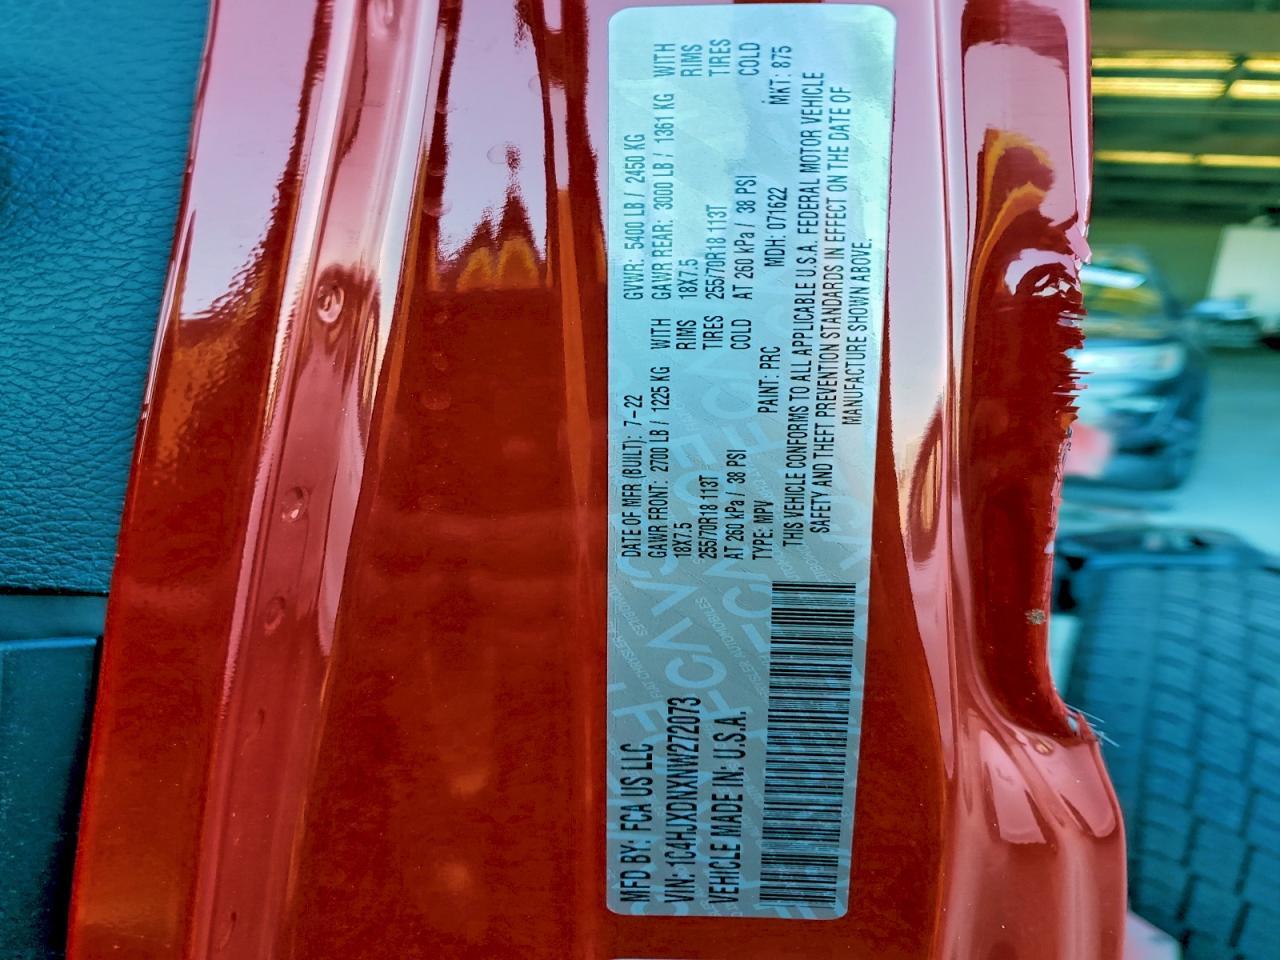 MFD BY: FCA US LLC
VIN: 1C4HJXDNXNW272073
VEHICLE MADE IN: U.S.A.
DATE OF MFR (BUILT): 7-22
GVWR: 5400 LB / 2450 KG
GAWR FRONT: 2700 LB / 1225 KG WITH
18X7.5 RIMS
255/70R18 113T TIRES
AT 260 kPa / 38 PSI COLD
GAWR REAR: 3000 LB / 1361 KG WITH
18X7.5 RIMS
255/70R18 113T TIRES
AT 260 kPa / 38 PSI COLD
TYPE: MPV PAINT: PRC MDH: 071622 MKT: 875
THIS VEHICLE CONFORMS TO ALL APPLICABLE U.S.A. FEDERAL MOTOR VEHICLE
SAFETY AND THEFT PREVENTION STANDARDS IN EFFECT ON THE DATE OF
MANUFACTURE SHOWN ABOVE.